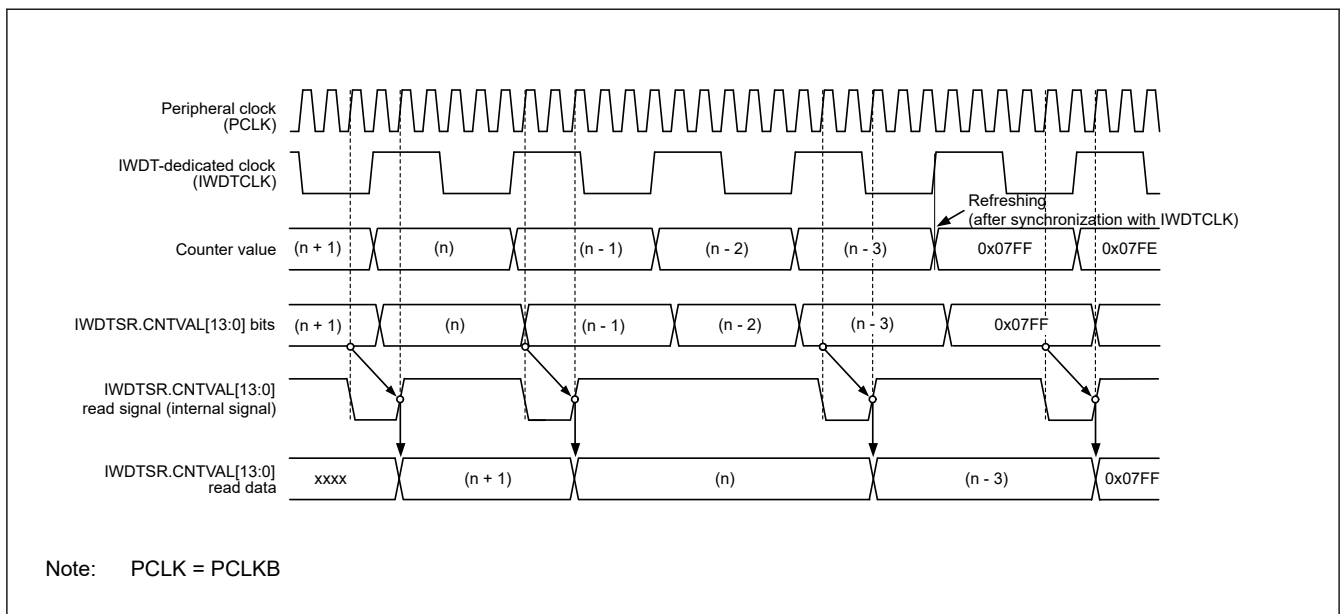 Peripheral clock
(PCLK)
IWDT-dedicated clock
(IWDTCLK)
Refreshing
(after synchronization with IWDTCLK)
Counter value (n + 1) (n) (n - 1) (n - 2) (n - 3) 0x07FF 0x07FE
IWDTSR.CNTVAL[13:0] bits (n + 1) (n) (n - 1) (n - 2) (n - 3) 0x07FF
IWDTSR.CNTVAL[13:0]
read signal (internal signal)
IWDTSR.CNTVAL[13:0]
read data xxxx (n + 1) (n) (n - 3) 0x07FF
Note: PCLK = PCLKB